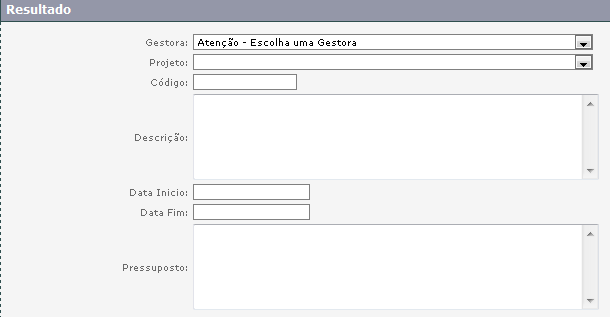 Resultado
Gestora: Atenção - Escolha uma Gestora
Projeto:
Código:
Descrição:
Data Inicio:
Data Fim:
Pressuposto: